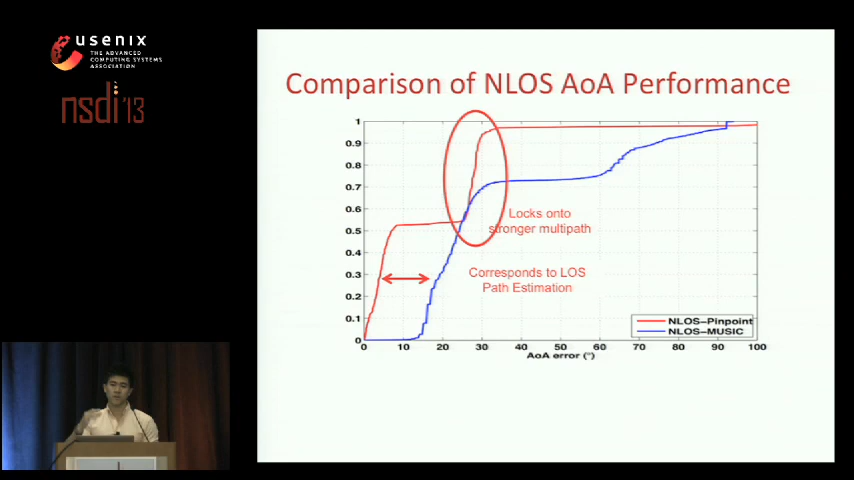 usenix
THE ADVANCED
COMPUTING SYSTEMS
ASSOCIATION
nsdi'13
Comparison of NLOS AoA Performance
1
0.9
0.8
0.7
0.6
0.5
0.4
0.3
0.2
0.1
0
Locks onto
stronger multipath
Corresponds to LOS
Path Estimation
NLOS-Pinpoint
NLOS-MUSIC
0 10 20 30 40 50 60 70 80 90 100
AoA error (°)